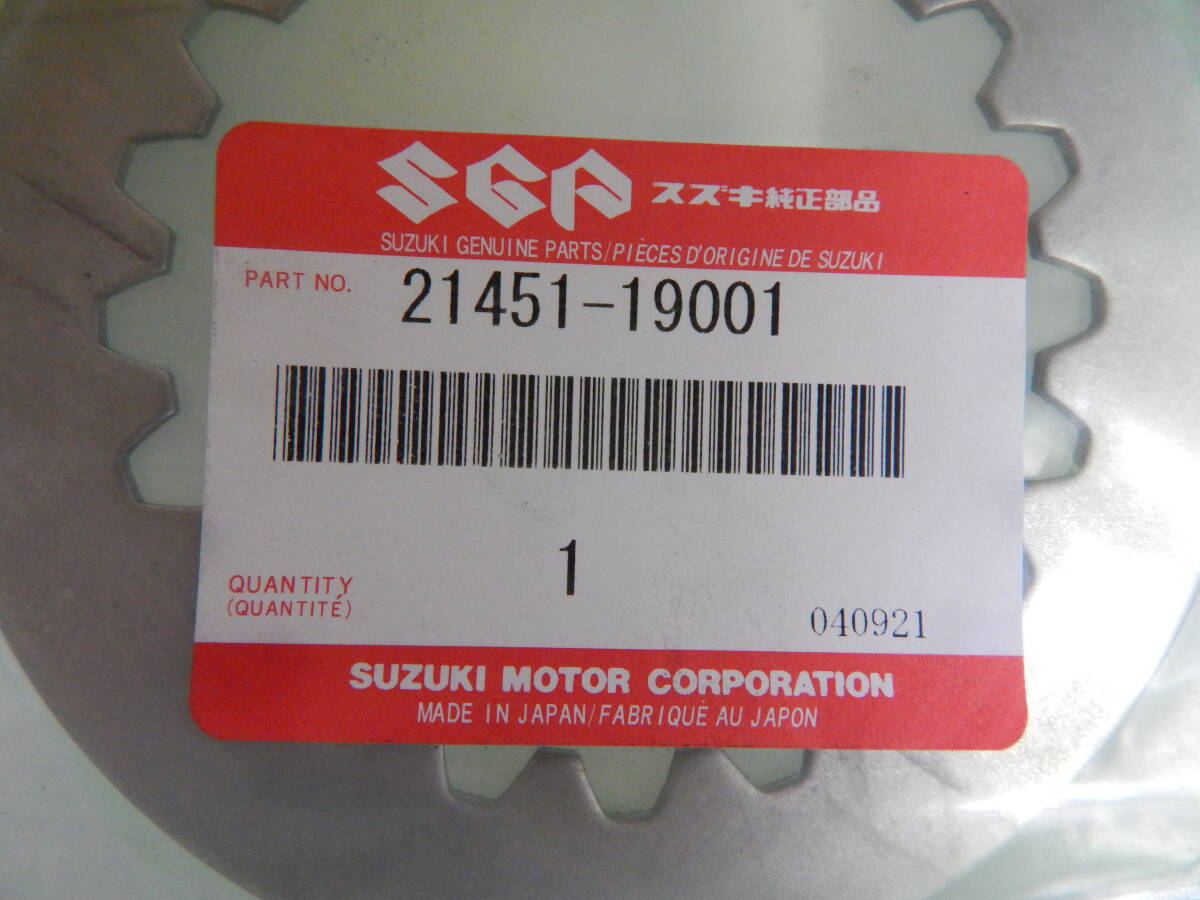 SGP スズキ純正部品
SUZUKI GENUINE PARTS/PIÈCES D'ORIGINE DE SUZUKI
PART NO. 21451-19001
1
QUANTITY
(QUANTITÉ)
040921
SUZUKI MOTOR CORPORATION
MADE IN JAPAN/FABRIQUÉ AU JAPON